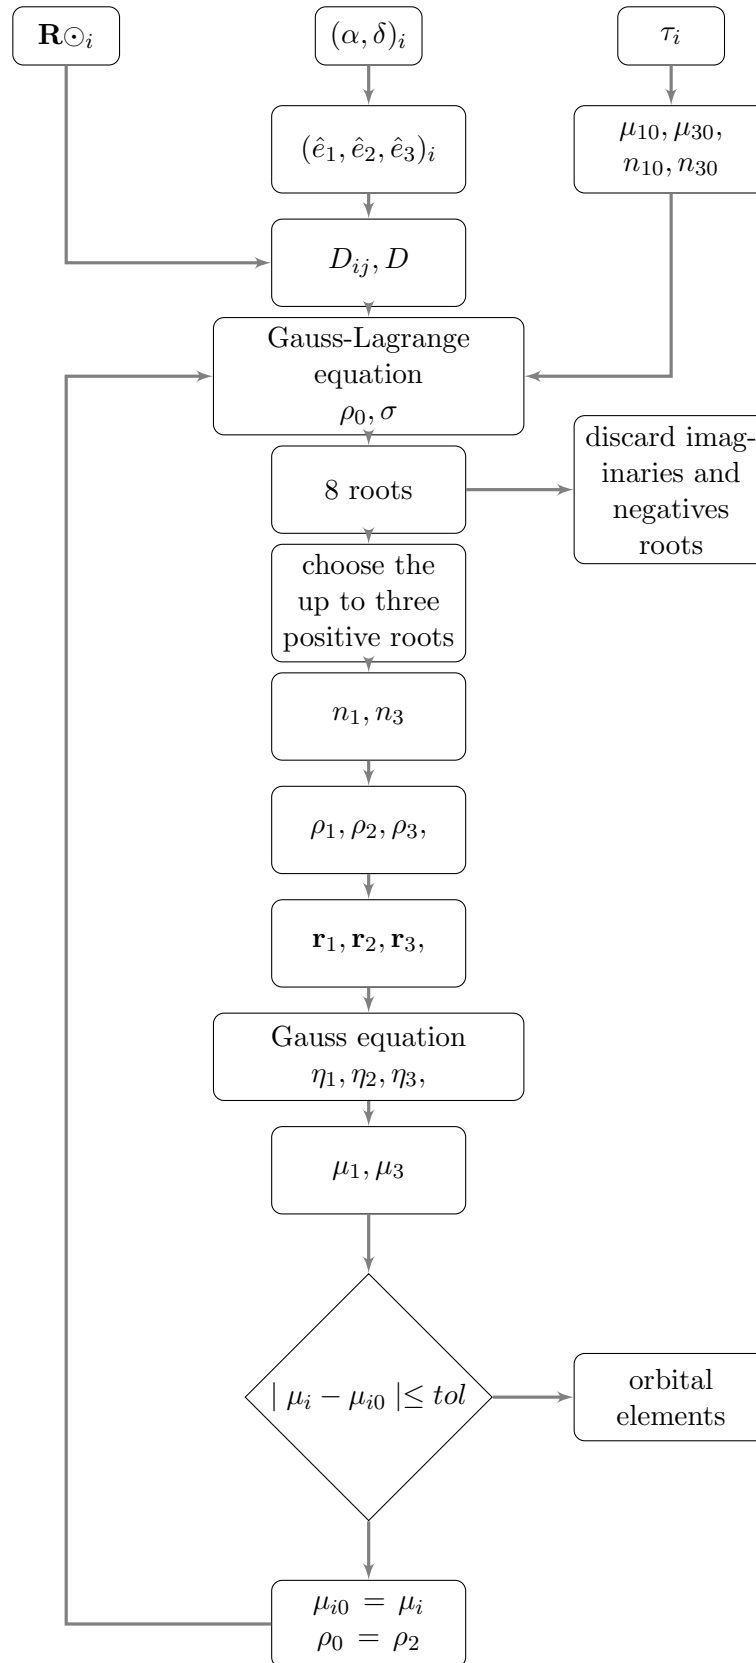 𝐑⊙ᵢ
(α, δ)ᵢ
τᵢ
(ê₁, ê₂, ê₃)ᵢ
μ₁₀, μ₃₀,
n₁₀, n₃₀
Dᵢⱼ, D
Gauss-Lagrange
equation
ρ₀, σ
8 roots
discard imag-
inaries and
negatives
roots
choose the
up to three
positive roots
n₁, n₃
ρ₁, ρ₂, ρ₃,
𝐫₁, 𝐫₂, 𝐫₃,
Gauss equation
η₁, η₂, η₃,
μ₁, μ₃
| μᵢ − μᵢ₀ |≤ tol
orbital
elements
μᵢ₀ = μᵢ
ρ₀ = ρ₂